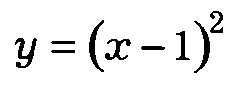 y = (x − 1)²